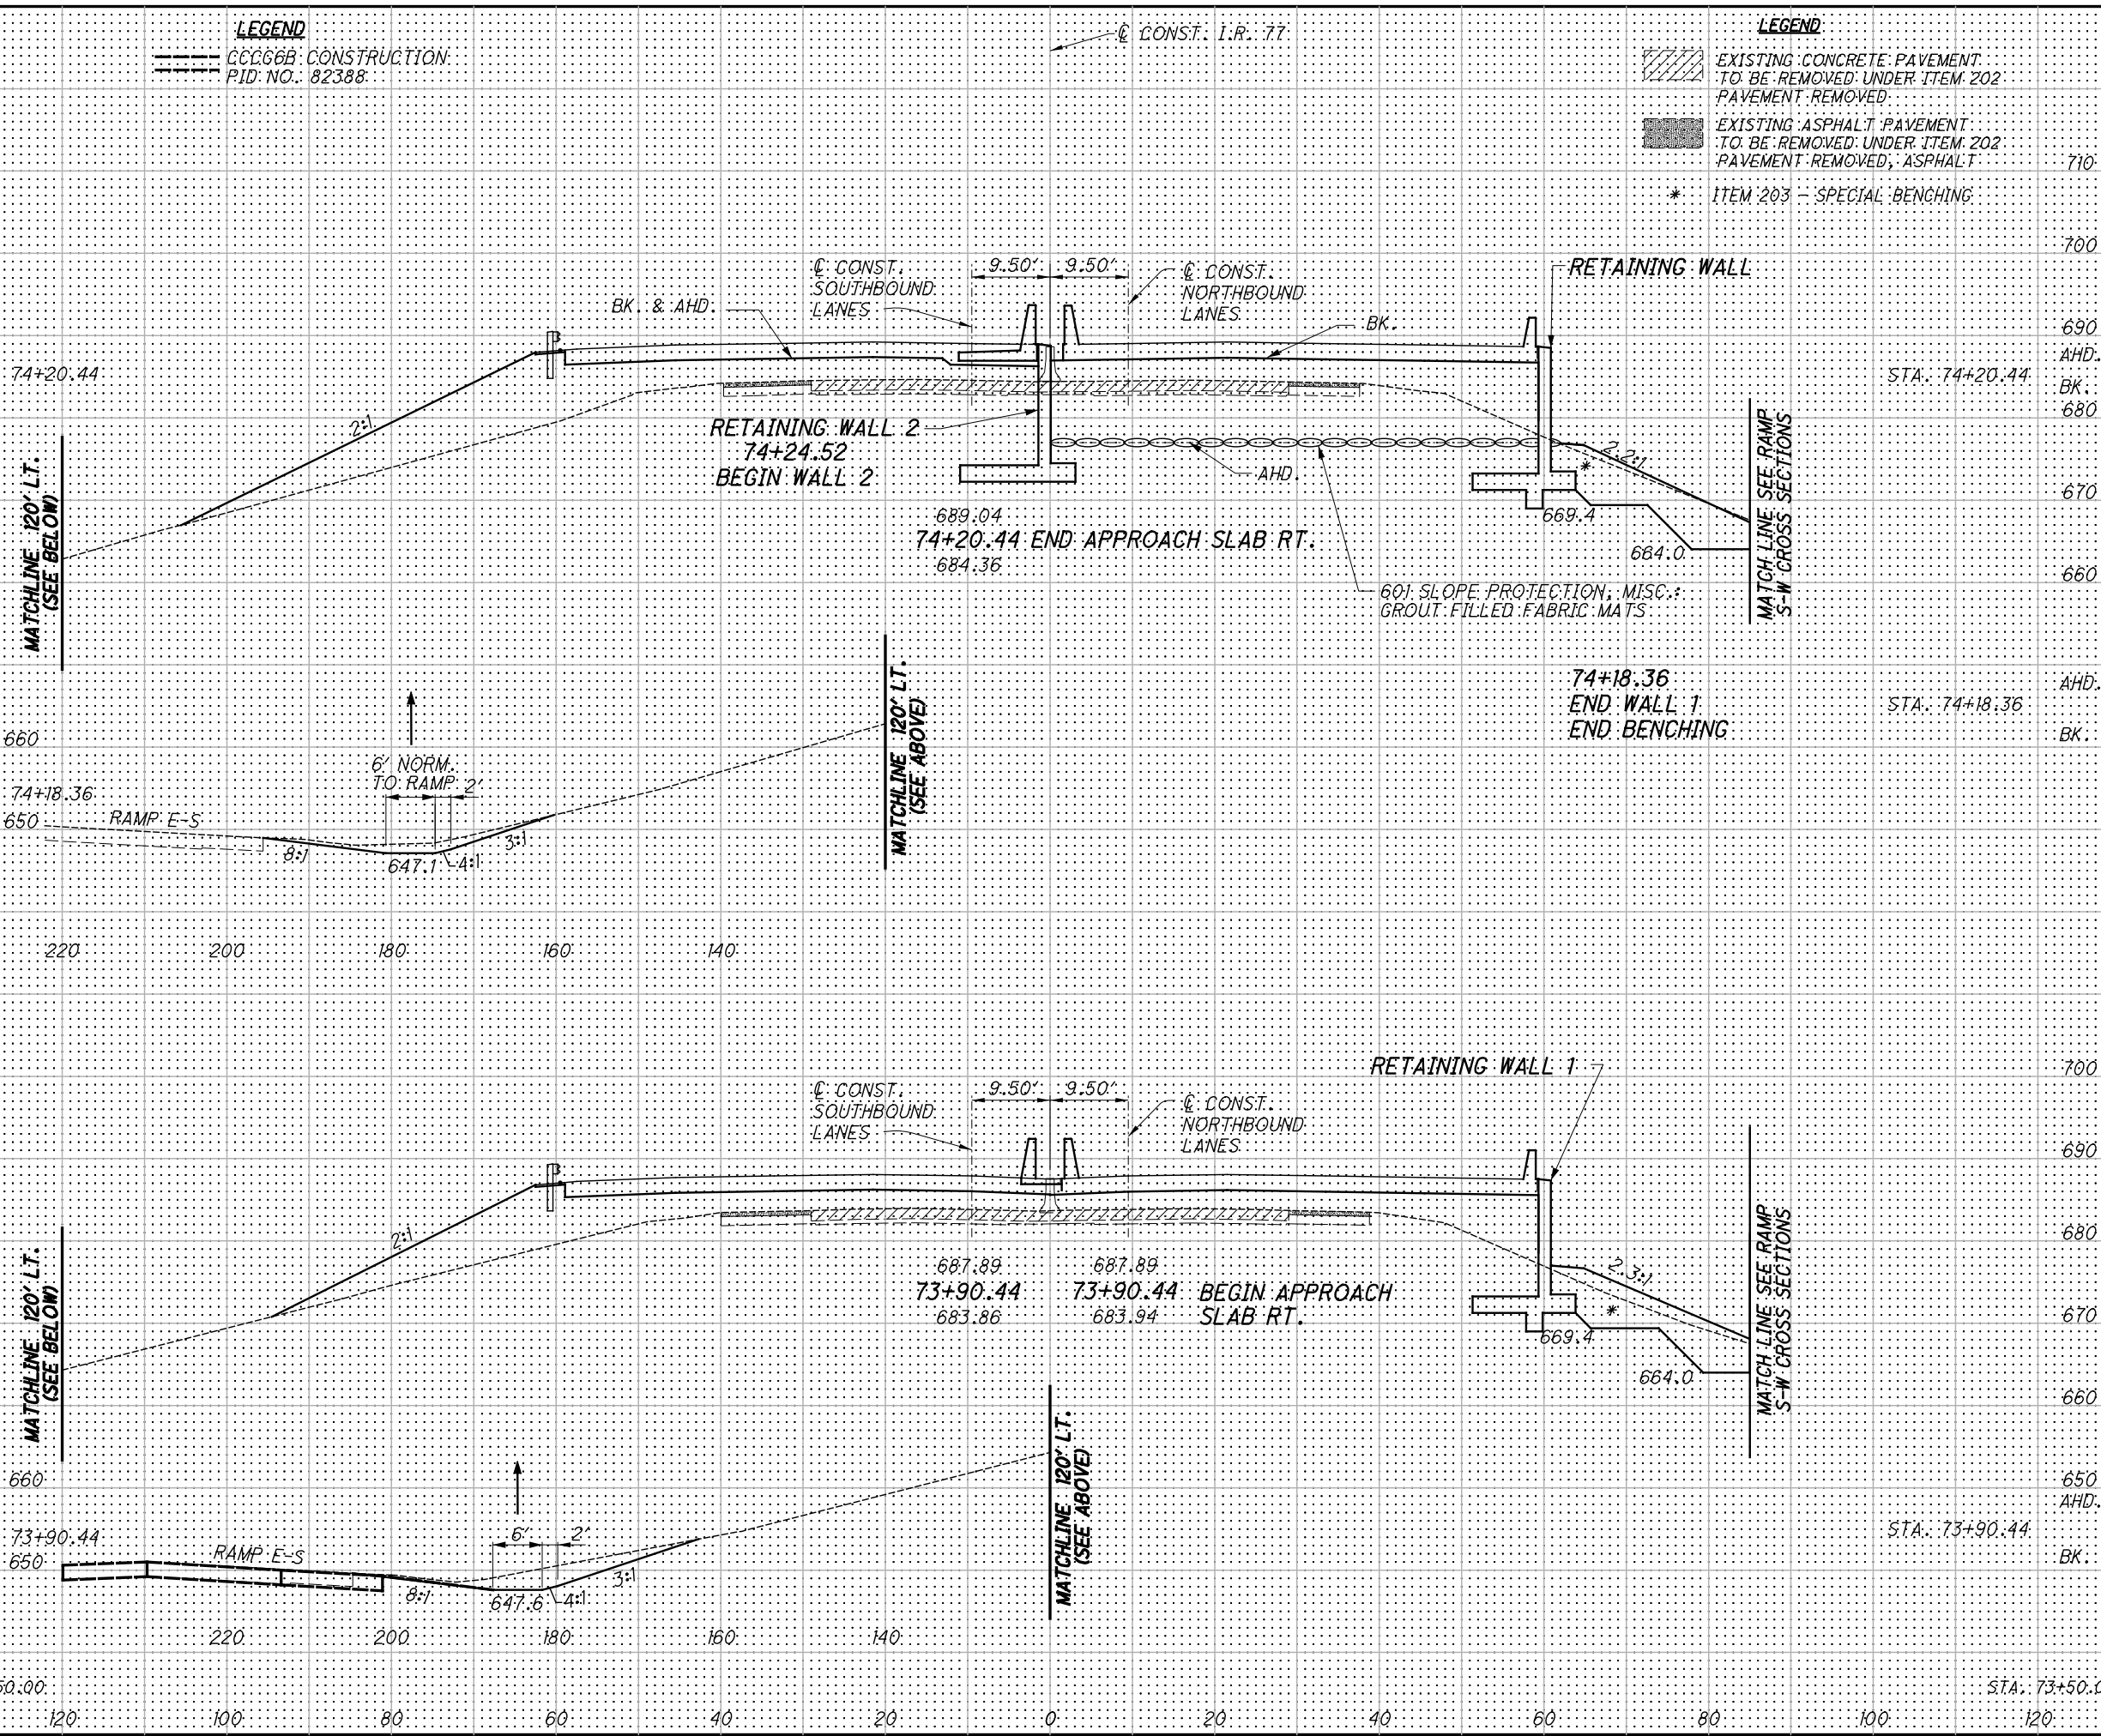 LEGEND
CCCG6B CONSTRUCTION
PID NO. 82388
℄ CONST. I.R. 77
LEGEND
EXISTING CONCRETE PAVEMENT
TO BE REMOVED UNDER ITEM 202
PAVEMENT REMOVED
EXISTING ASPHALT PAVEMENT
TO BE REMOVED UNDER ITEM 202
PAVEMENT REMOVED, ASPHALT
* ITEM 203 - SPECIAL BENCHING
710
700
690
AHD.
BK.
680
670
660
74+20.44
STA. 74+20.44
℄ CONST.
SOUTHBOUND
LANES
9.50' 9.50'
℄ CONST.
NORTHBOUND
LANES
RETAINING WALL
BK. & AHD.
BK.
2:1
RETAINING WALL 2
74+24.52
BEGIN WALL 2
AHD.
2.2:1
*
689.04
74+20.44 END APPROACH SLAB RT.
684.36
669.4
664.0
601 SLOPE PROTECTION, MISC.:
GROUT FILLED FABRIC MATS
MATCHLINE 120' LT.
(SEE BELOW)
MATCH LINE SEE RAMP
S-W CROSS SECTIONS
74+18.36
END WALL 1
END BENCHING
AHD.
STA. 74+18.36
BK.
MATCHLINE 120' LT.
(SEE ABOVE)
660
6' NORM.
TO RAMP 2'
74+18.36
650
RAMP E-S
8:1
647.1
4:1
3:1
220 200 180 160 140
RETAINING WALL 1
700
690
680
670
660
650
℄ CONST.
SOUTHBOUND
LANES
9.50' 9.50'
℄ CONST.
NORTHBOUND
LANES
2:1
2.3:1
*
687.89 687.89
73+90.44 73+90.44 BEGIN APPROACH
683.86 683.94 SLAB RT.
669.4
664.0
MATCHLINE 120' LT.
(SEE BELOW)
MATCH LINE SEE RAMP
S-W CROSS SECTIONS
MATCHLINE 120' LT.
(SEE ABOVE)
660
AHD.
STA. 73+90.44
BK.
73+90.44
650
RAMP E-S
6' 2'
8:1
647.6
4:1
3:1
220 200 180 160 140
50.00
STA. 73+50.0
120 100 80 60 40 20 0 20 40 60 80 100 120